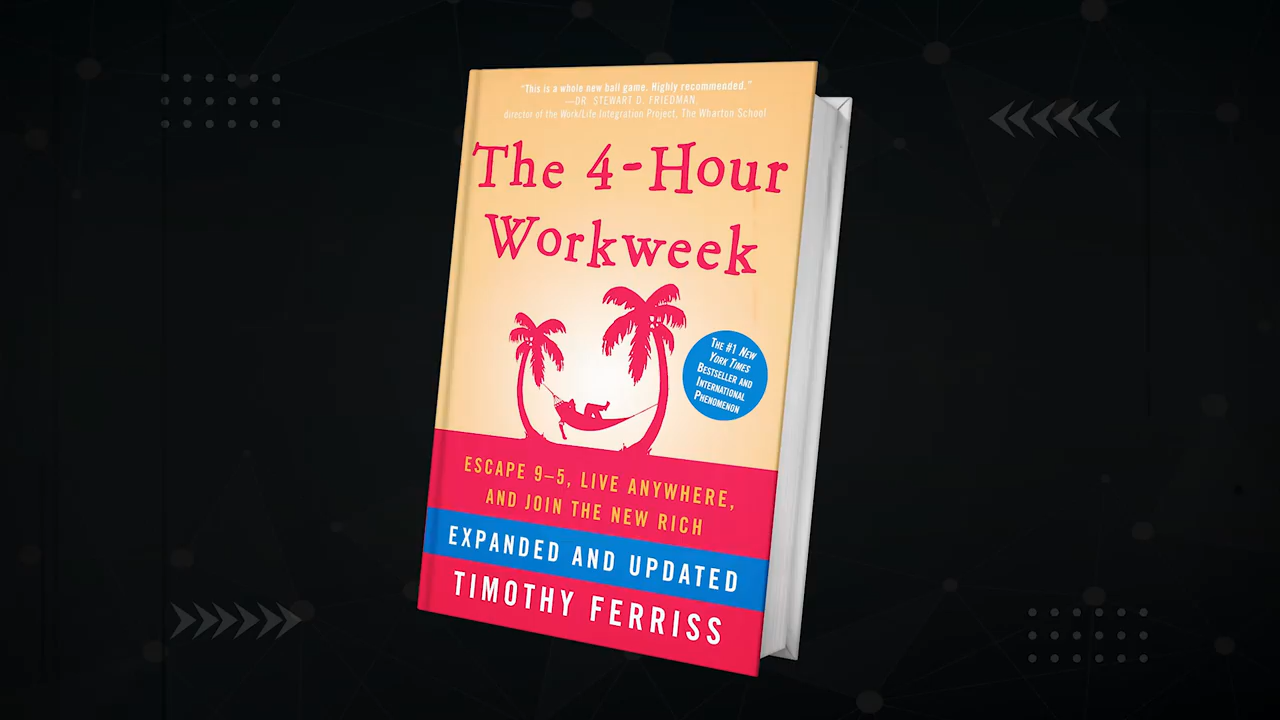 "This is a whole new ball game. Highly recommended."
—DR. STEWART D. FRIEDMAN,
director of the Work/Life Integration Project, The Wharton School
The 4-Hour
Workweek
THE #1 NEW
YORK TIMES
BESTSELLER AND
INTERNATIONAL
PHENOMENON
ESCAPE 9–5, LIVE ANYWHERE,
AND JOIN THE NEW RICH
EXPANDED AND UPDATED
TIMOTHY FERRISS